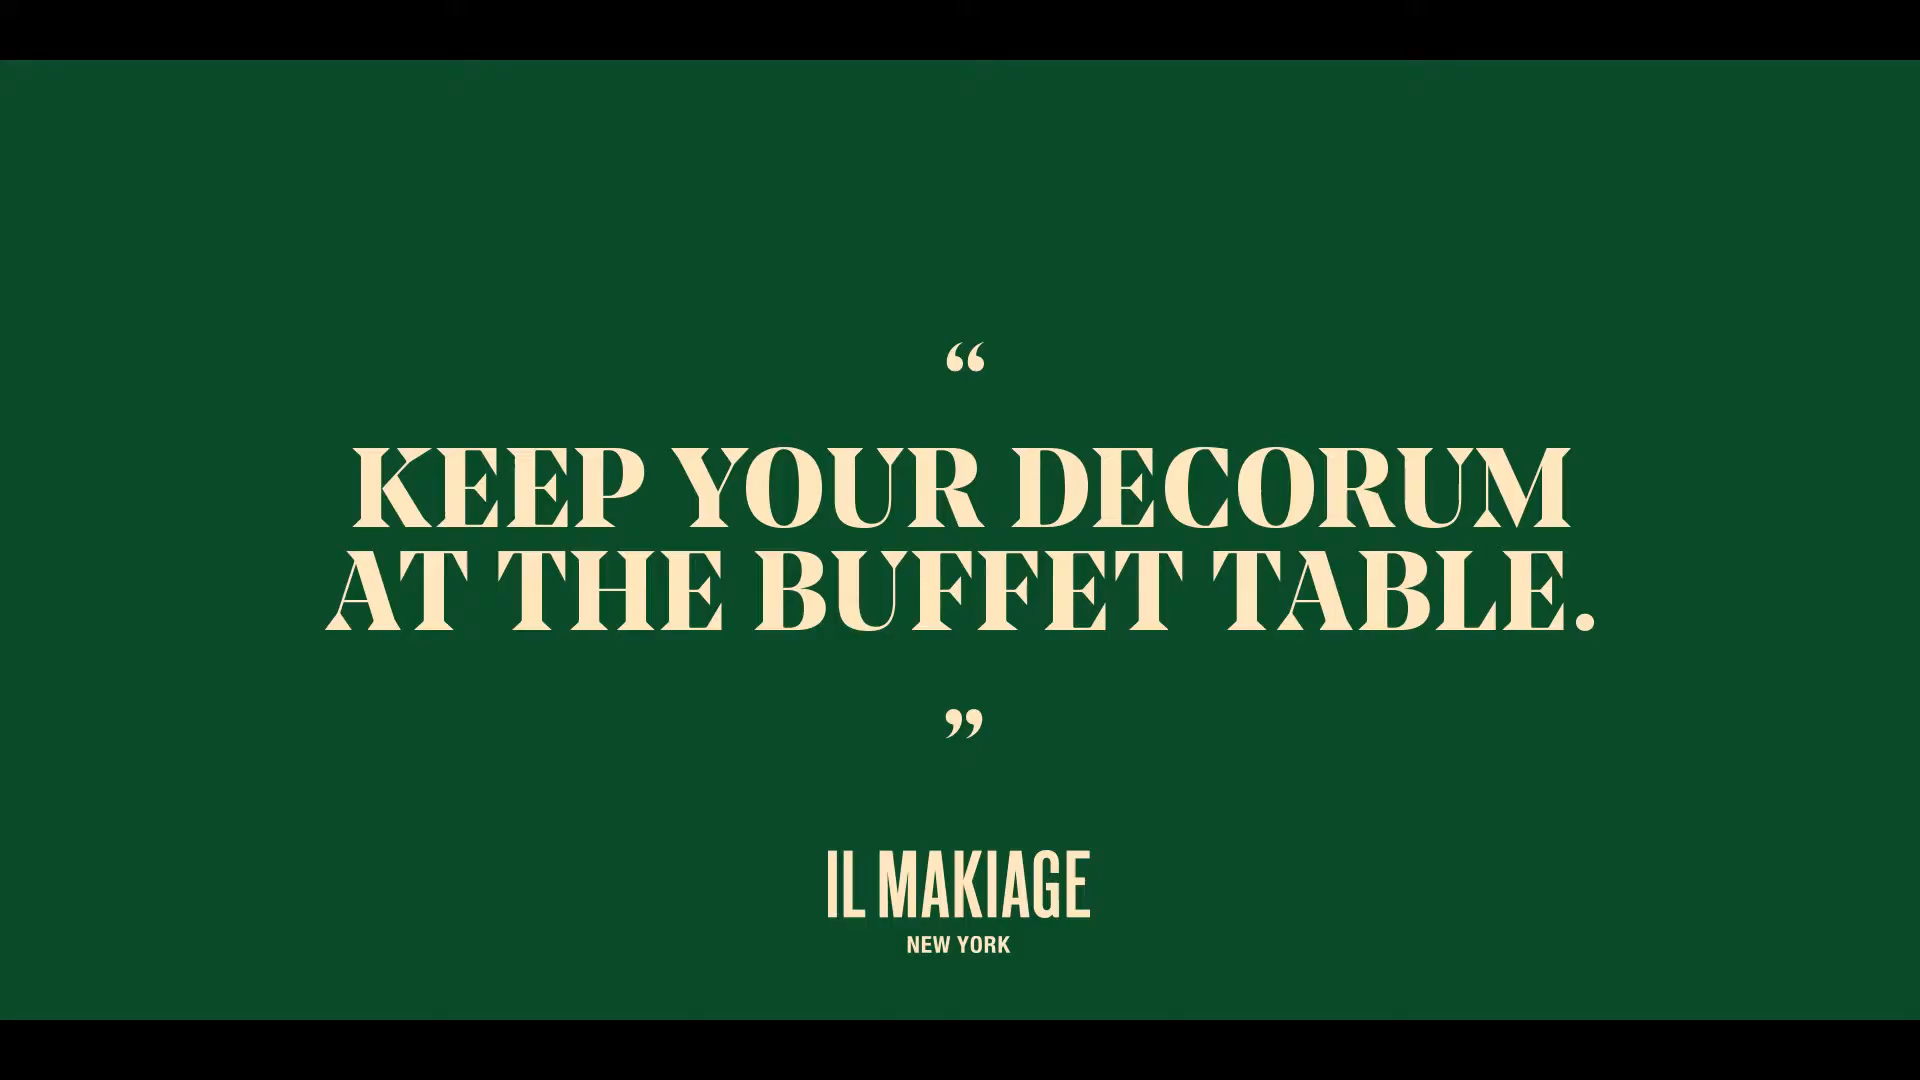 “
KEEP YOUR DECORUM
AT THE BUFFET TABLE.
”
IL MAKIAGE
NEW YORK